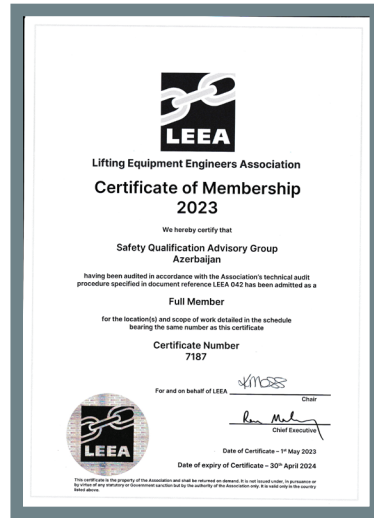 LEEA
Lifting Equipment Engineers Association
Certificate of Membership
2023
We hereby certify that
Safety Qualification Advisory Group
Azerbaijan
having been audited in accordance with the Association's technical audit
procedure specified in document reference LEEA 042 has been admitted as a
Full Member
for the location(s) and scope of work detailed in the schedule
bearing the same number as this certificate
Certificate Number
7187
For and on behalf of LEEA
Chair
Chief Executive
LEEA
Date of Certificate – 1st May 2023
Date of expiry of Certificate – 30th April 2024
This certificate is the property of the Association and shall be returned on demand. It is not issued under, in pursuance or
by virtue of any statutory or Government sanction but by the authority of the Association only. It is valid only in the country
listed above.